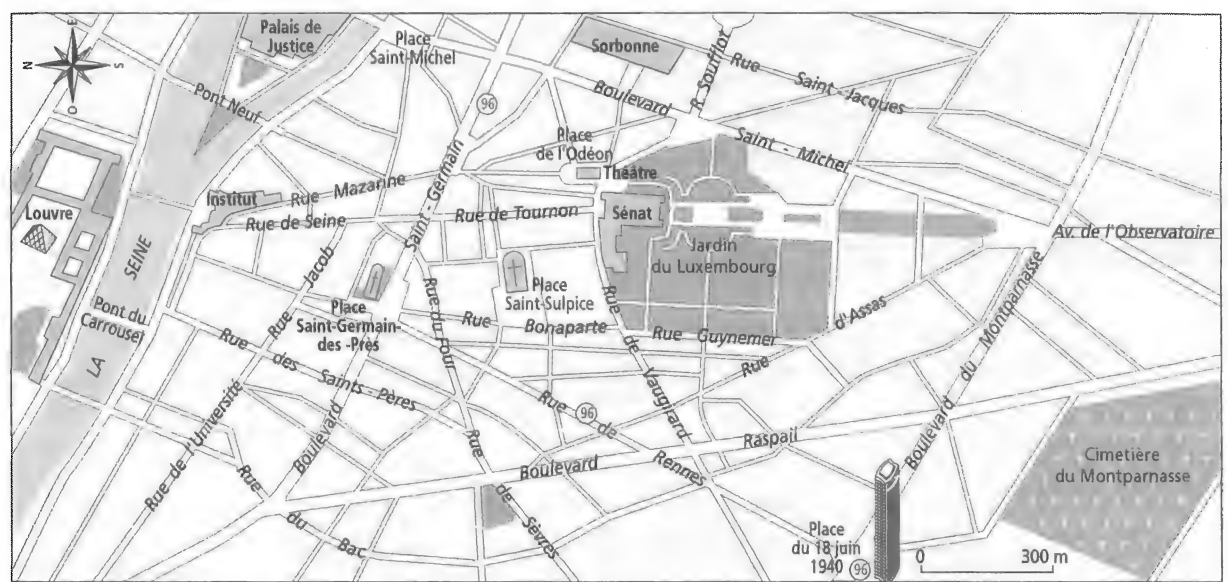 E
N
S
O
Palais de
Justice
Place
Saint-Michel
Sorbonne
R. Soufflot
Rue Saint-Jacques
Pont Neuf
96
Boulevard Saint-Michel
Place
de l'Odéon
Théâtre
Institut
Rue Mazarine
Saint-Germain
Louvre
Rue de Seine
Rue de Tournon
Sénat
Av. de l'Observatoire
LA SEINE
Jardin
du Luxembourg
Rue Jacob
Place
Saint-Sulpice
Pont du
Carrousel
Place
Saint-Germain-
des -Près
Rue du Four
Rue Bonaparte
Rue Guynemer
Rue d'Assas
Boulevard du Montparnasse
Rue des Saints-Pères
Rue de Vaugirard
Rue de l'Université
Boulevard
Rue 96 de Rennes
Boulevard Raspail
Rue de Sèvres
Rue du Bac
Cimetière
du Montparnasse
Place
du 18 juin
1940 96
0 300 m